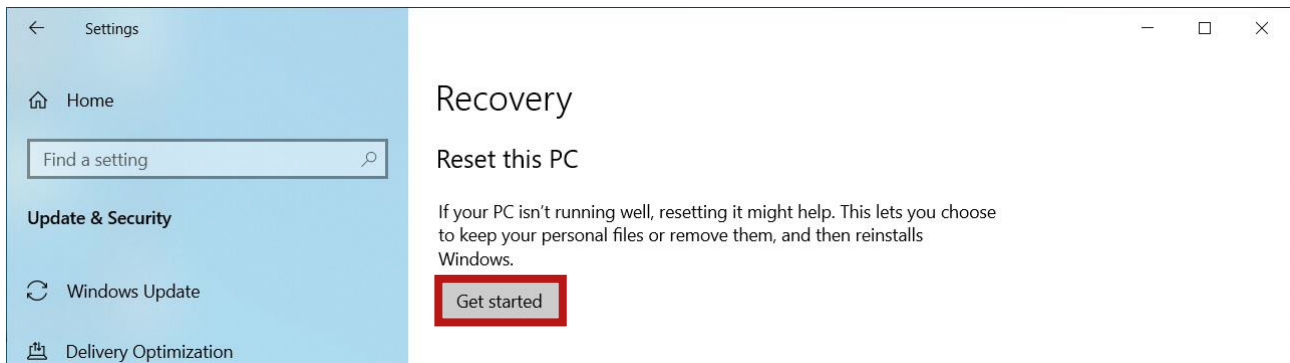 Settings
Home
Find a setting
Update & Security
Windows Update
Delivery Optimization
Recovery
Reset this PC
If your PC isn’t running well, resetting it might help. This lets you choose
to keep your personal files or remove them, and then reinstalls
Windows.
Get started